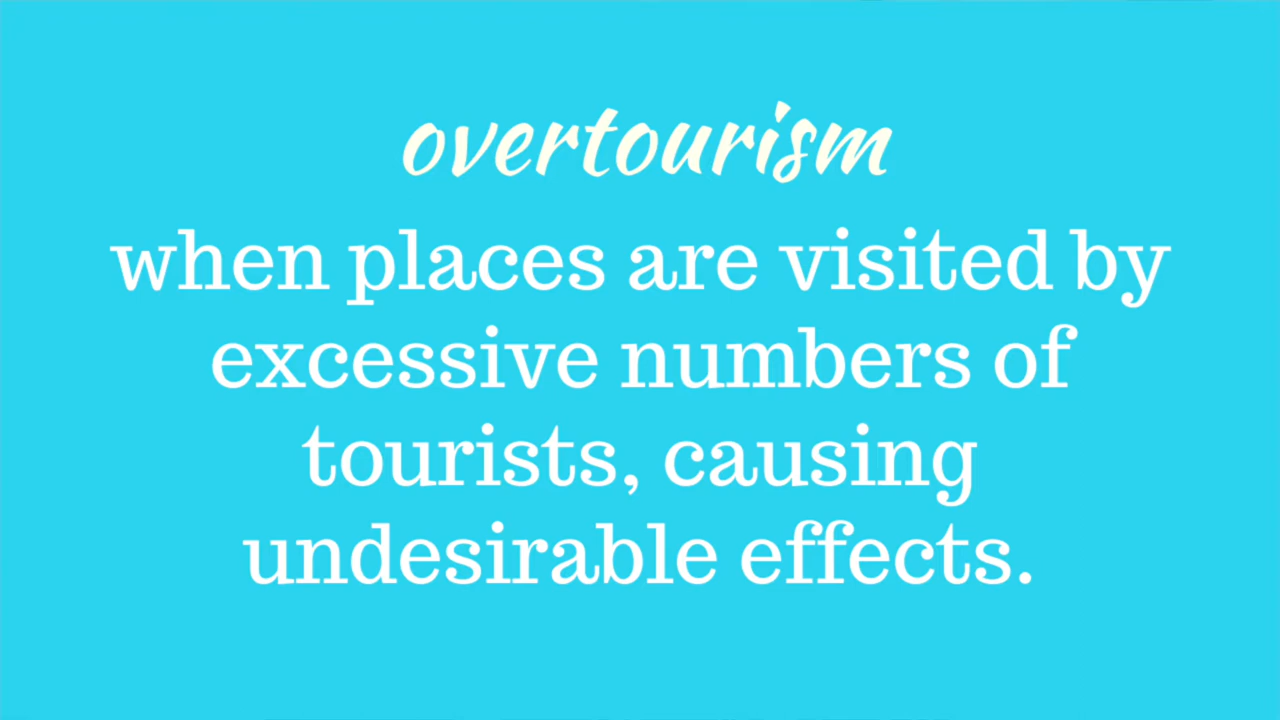 overtourism
when places are visited by
excessive numbers of
tourists, causing
undesirable effects.